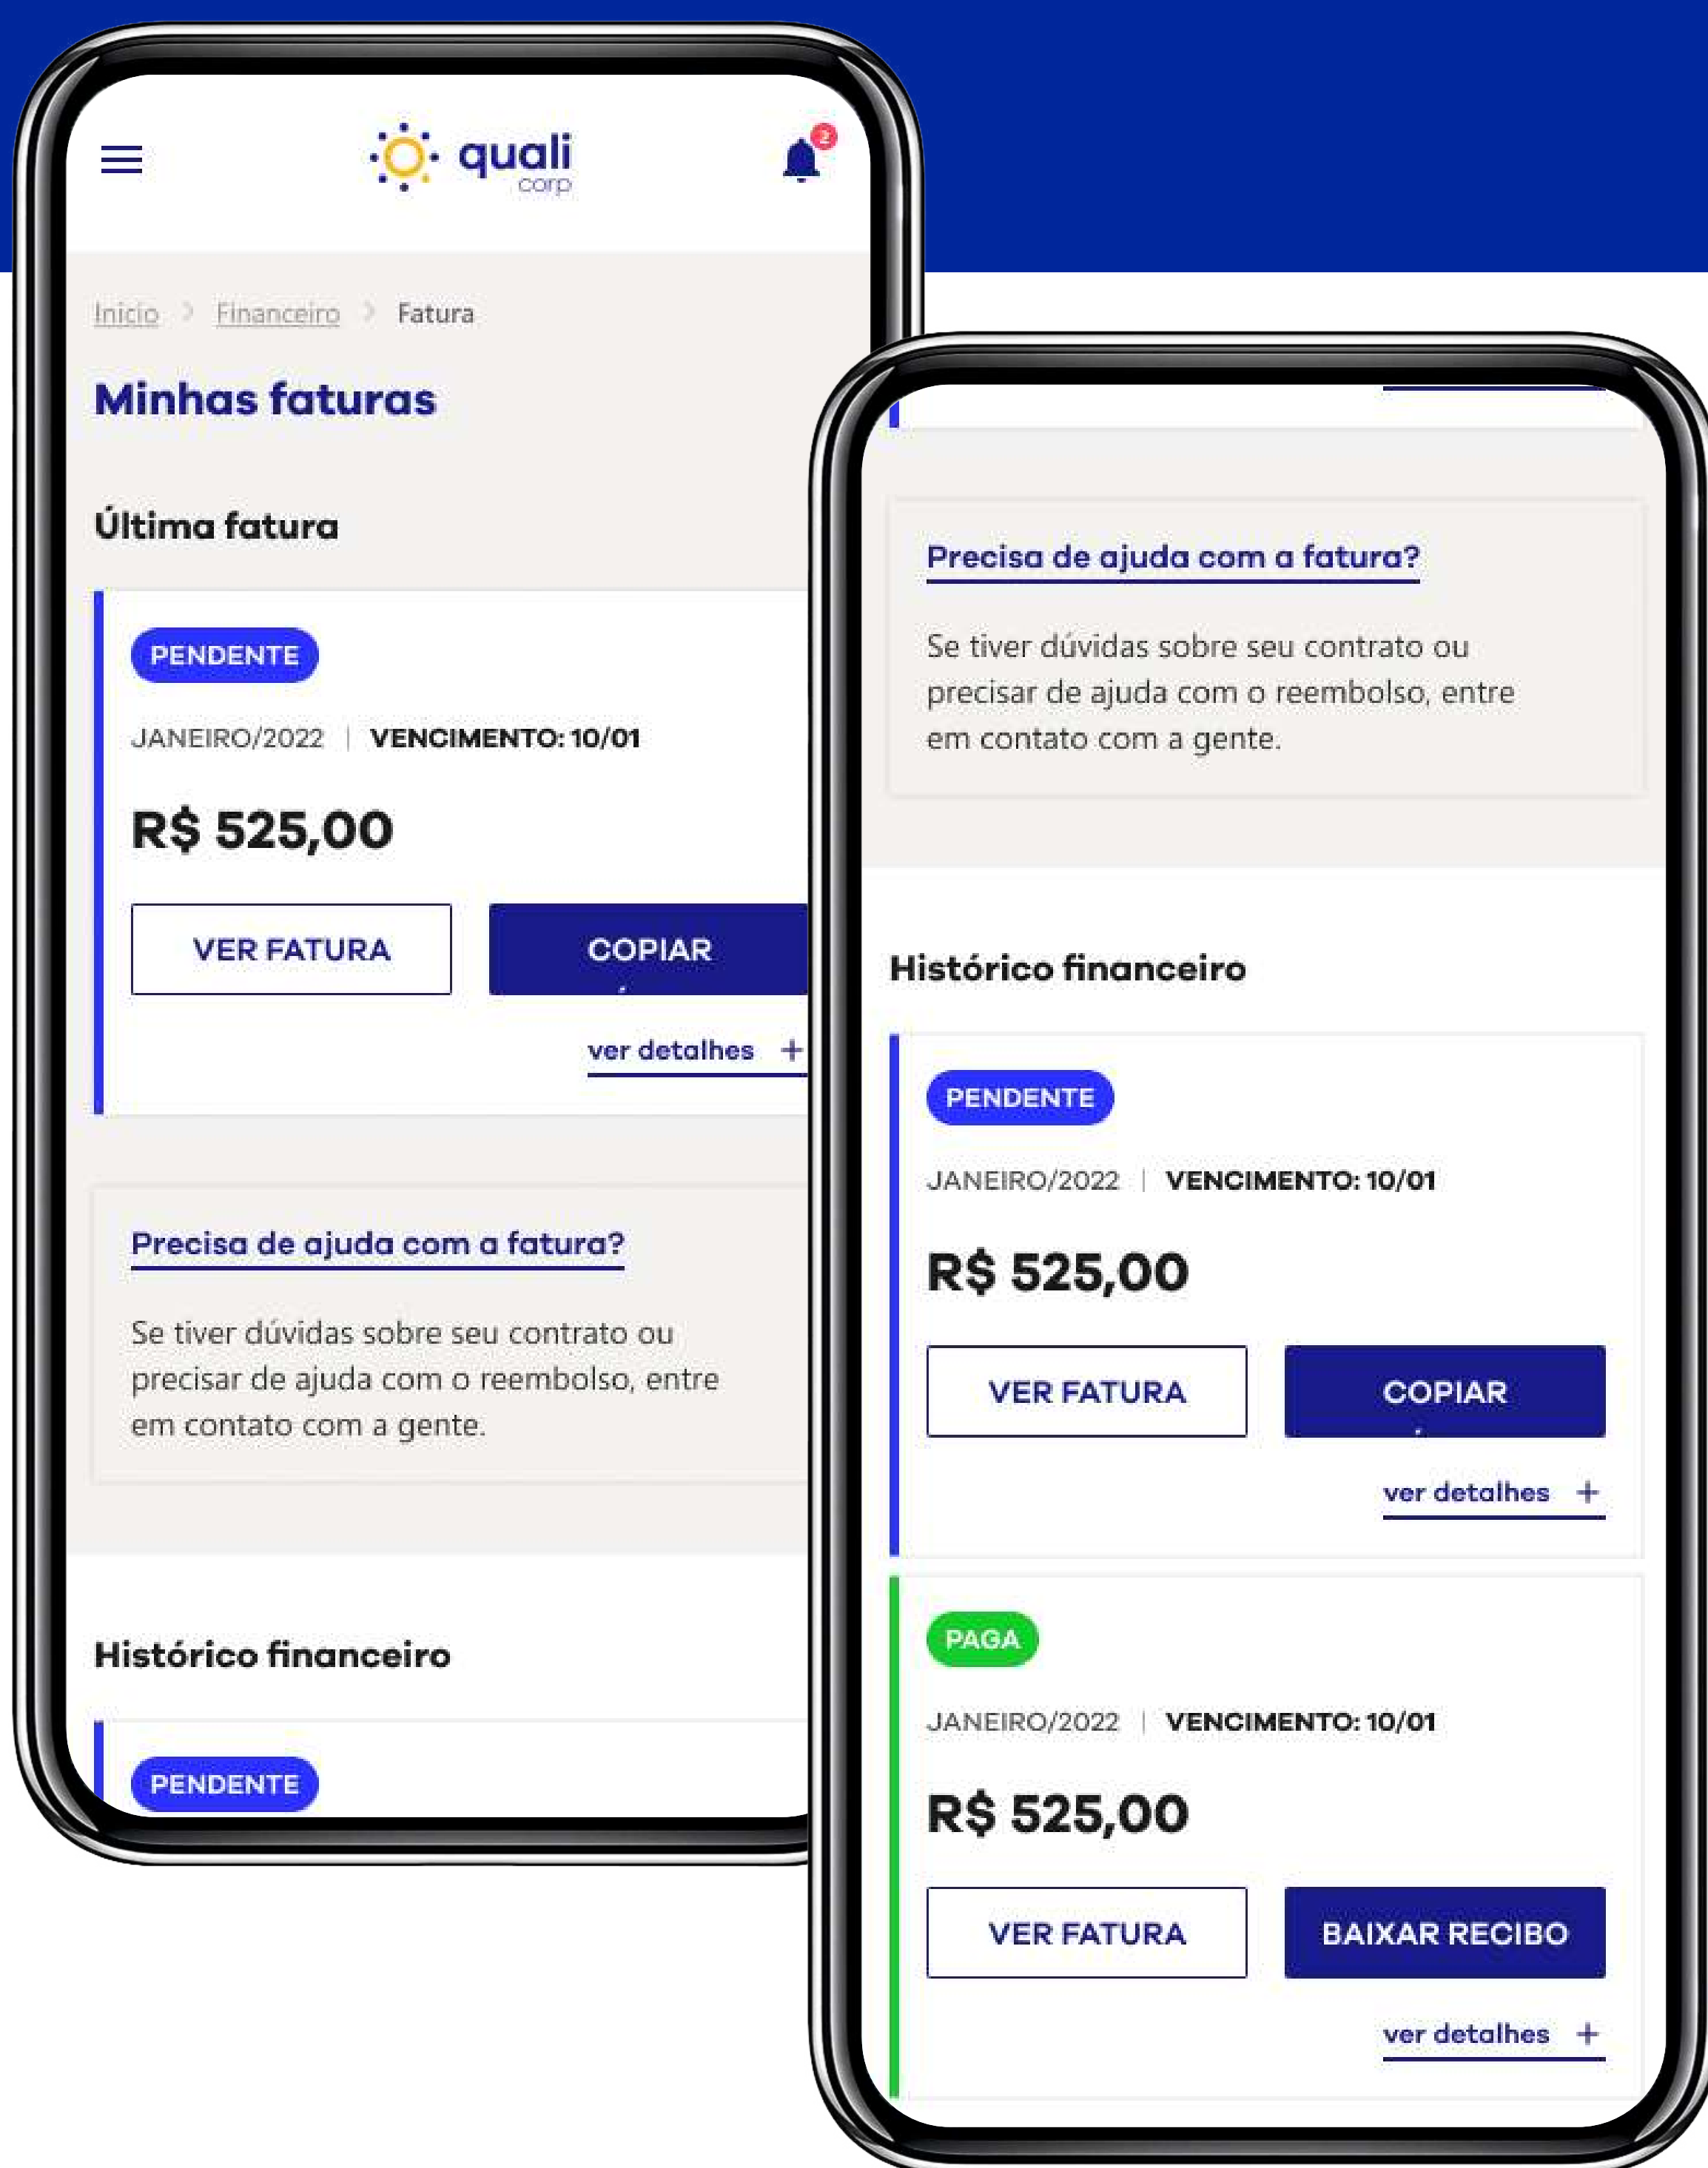 quali
corp
2
Inicio > Financeiro > Fatura
Minhas faturas
Última fatura
PENDENTE
JANEIRO/2022 | VENCIMENTO: 10/01
R$ 525,00
VER FATURA
COPIAR
ver detalhes +
Precisa de ajuda com a fatura?
Se tiver dúvidas sobre seu contrato ou
precisar de ajuda com o reembolso, entre
em contato com a gente.
Histórico financeiro
PENDENTE
Precisa de ajuda com a fatura?
Se tiver dúvidas sobre seu contrato ou
precisar de ajuda com o reembolso, entre
em contato com a gente.
Histórico financeiro
PENDENTE
JANEIRO/2022 | VENCIMENTO: 10/01
R$ 525,00
VER FATURA
COPIAR
ver detalhes +
PAGA
JANEIRO/2022 | VENCIMENTO: 10/01
R$ 525,00
VER FATURA
BAIXAR RECIBO
ver detalhes +